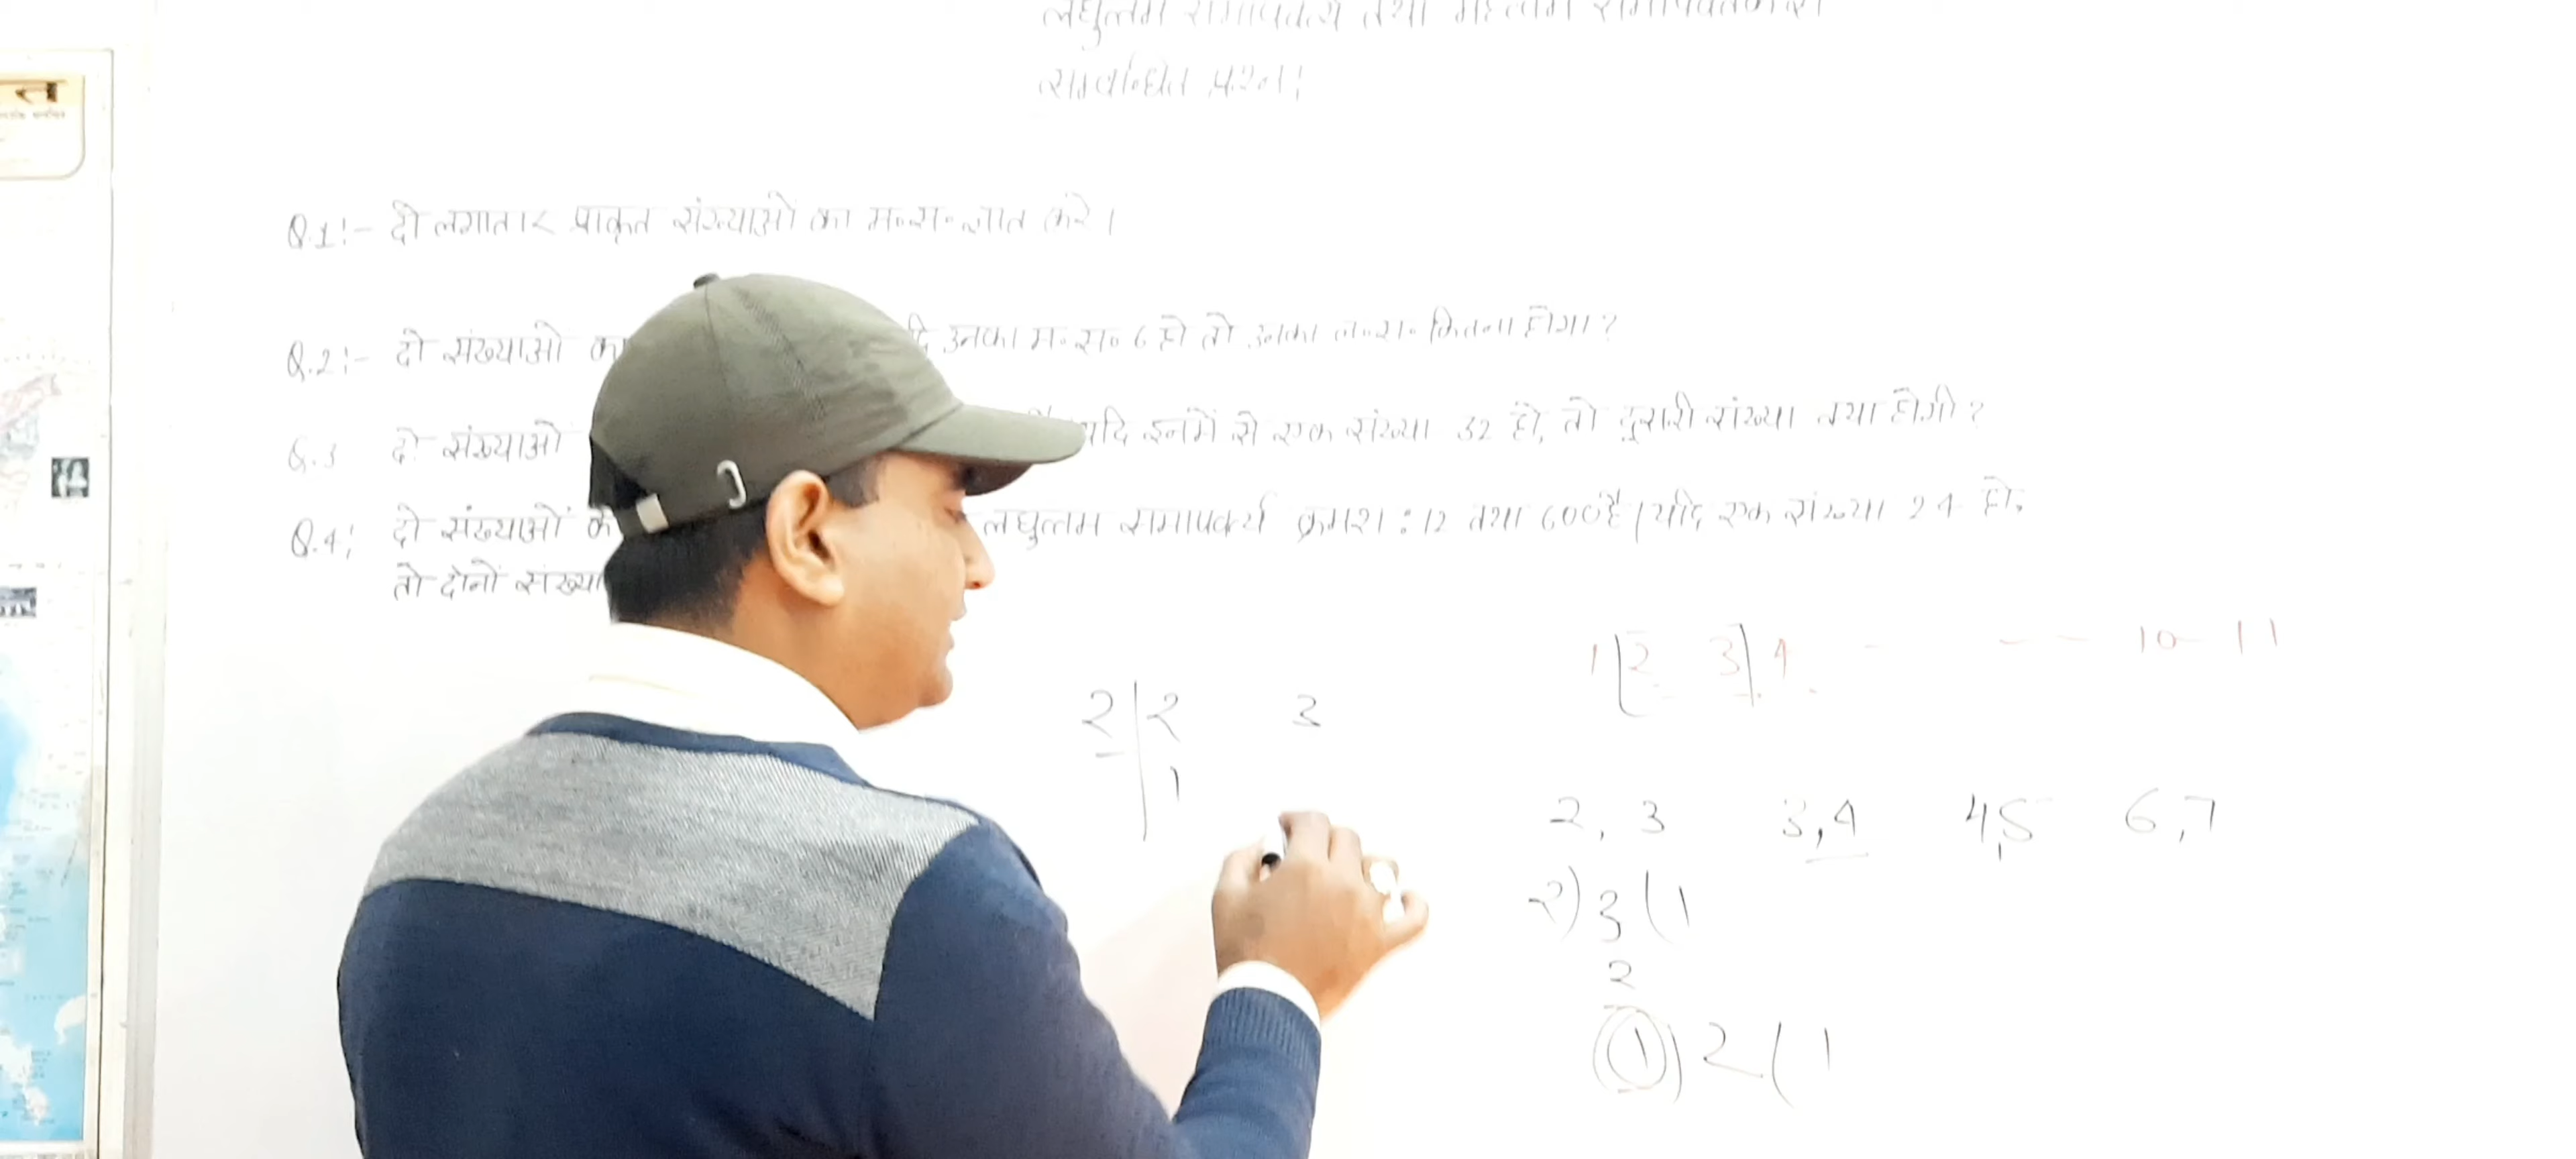 त
लघुत्तम समापवर्त्य तथा महत्तम समापवर्तक से
सम्बन्धित प्रश्न।
Q.1:- दो लगातार प्राकृत संख्याओं का म०स० ज्ञात करे।
Q.2:- दो संख्याओं का उनका म०स० 6 हो तो उनका ल०स० कितना होगा?
Q.3 दो संख्याओं यदि इनमें से एक संख्या 32 हो, तो दूसरी संख्या क्या होगी?
Q.4: दो संख्याओं के लघुत्तम समापवर्त्य क्रमश: 12 तथा 600 है। यदि एक संख्या 24 हो,
तो दोनों संख्या
1 2 3 4 - - - 10 11
2 2 3
1
2, 3 3,4 4,5 6,7
2) 3 (1
2
1) 2 (1